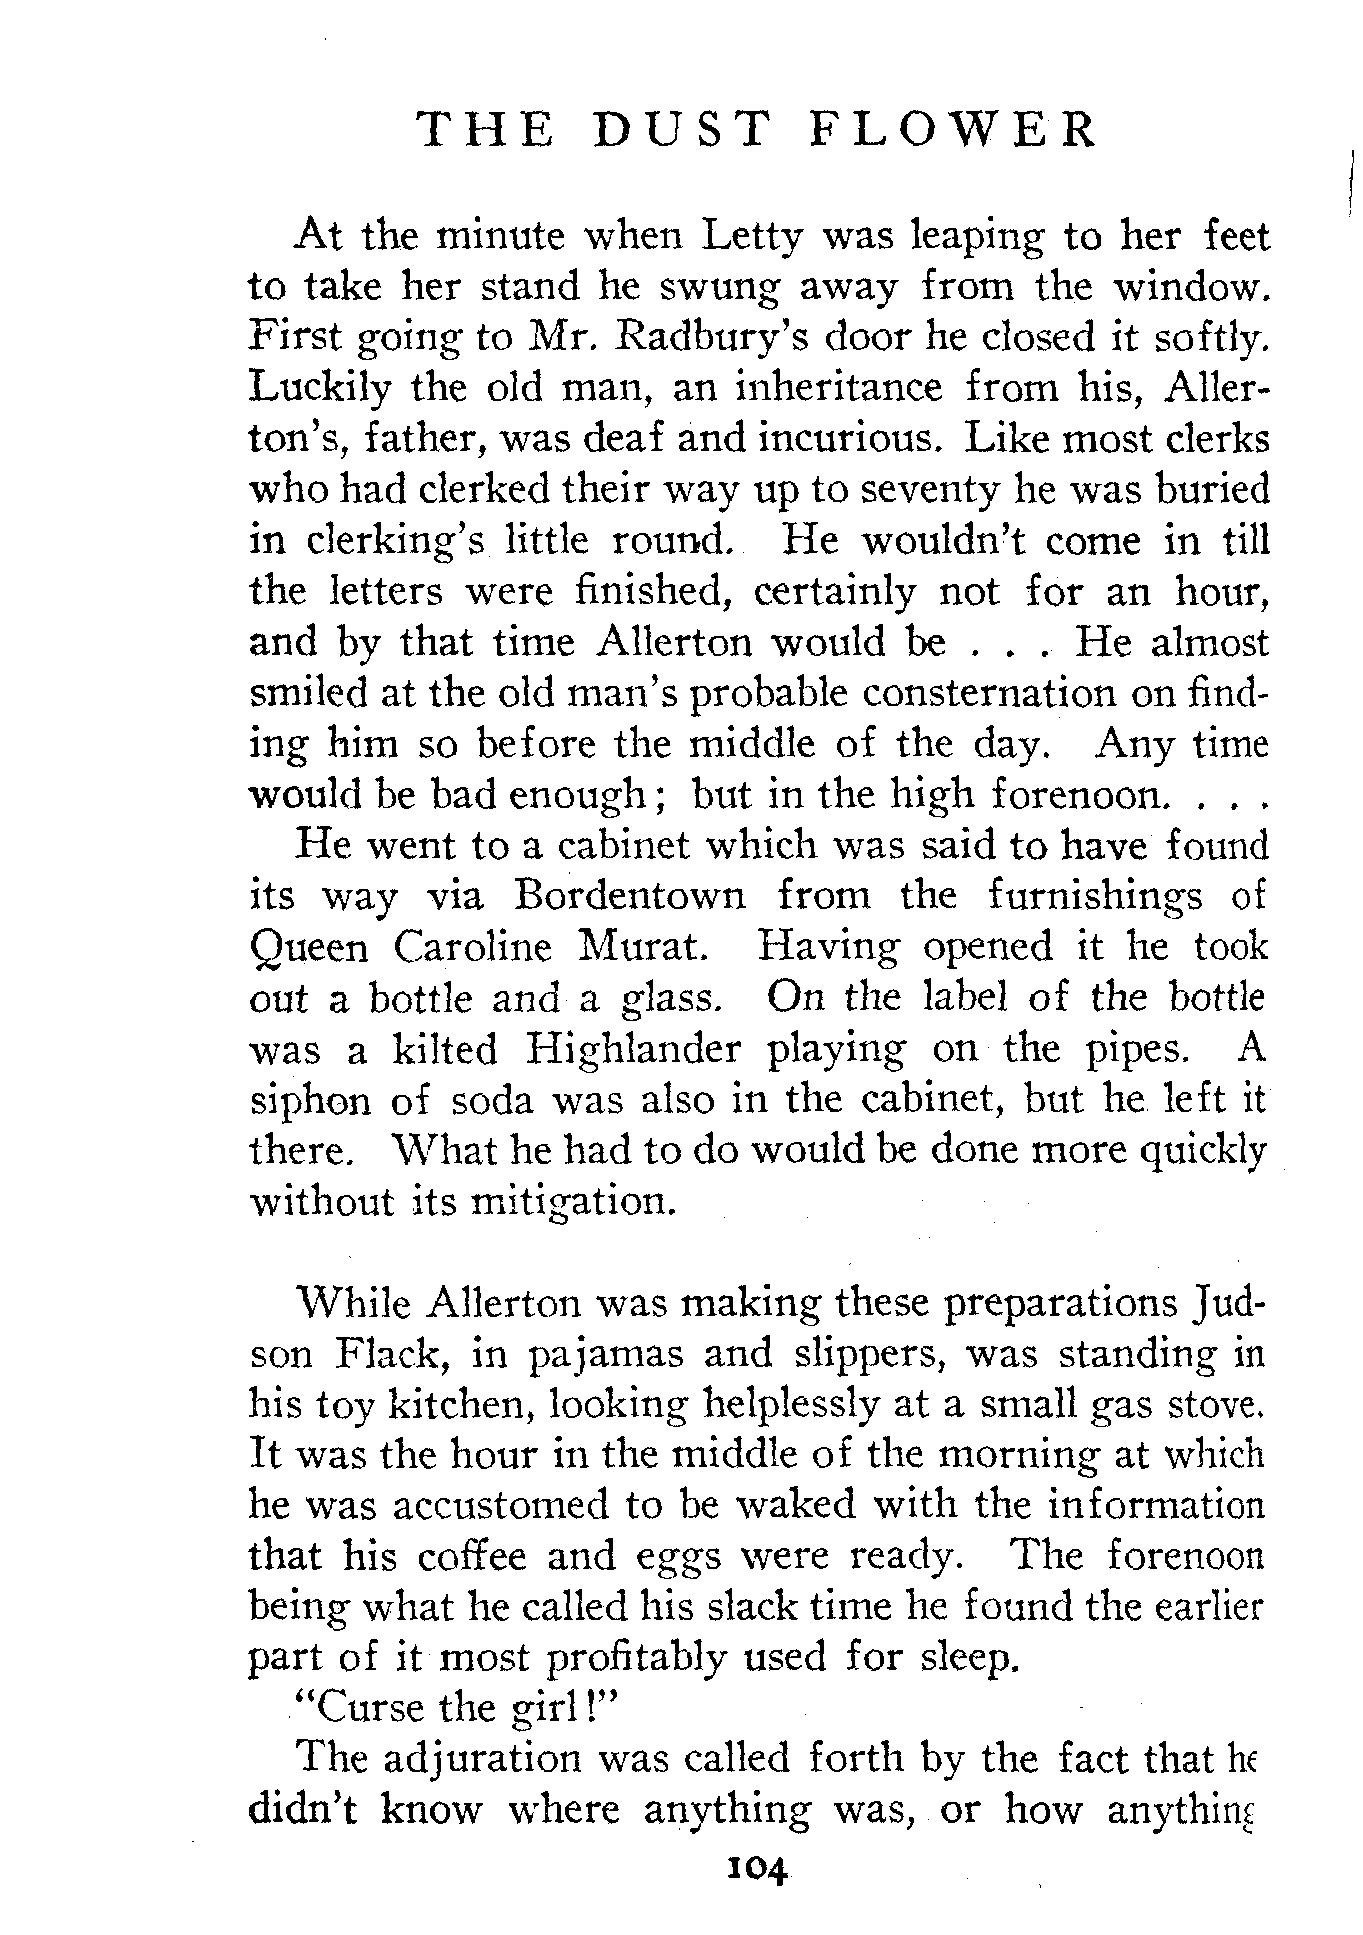 THE DUST FLOWER
At the minute when Letty was leaping to her feet
to take her stand he swung away from the window.
First going to Mr. Radbury's door he closed it softly.
Luckily the old man, an inheritance from his, Aller-
ton's, father, was deaf and incurious. Like most clerks
who had clerked their way up to seventy he was buried
in clerking's little round. He wouldn't come in till
the letters were finished, certainly not for an hour,
and by that time Allerton would be . . . He almost
smiled at the old man's probable consternation on find-
ing him so before the middle of the day. Any time
would be bad enough; but in the high forenoon. . . .
He went to a cabinet which was said to have found
its way via Bordentown from the furnishings of
Queen Caroline Murat. Having opened it he took
out a bottle and a glass. On the label of the bottle
was a kilted Highlander playing on the pipes. A
siphon of soda was also in the cabinet, but he left it
there. What he had to do would be done more quickly
without its mitigation.
While Allerton was making these preparations Jud-
son Flack, in pajamas and slippers, was standing in
his toy kitchen, looking helplessly at a small gas stove.
It was the hour in the middle of the morning at which
he was accustomed to be waked with the information
that his coffee and eggs were ready. The forenoon
being what he called his slack time he found the earlier
part of it most profitably used for sleep.
"Curse the girl!"
The adjuration was called forth by the fact that he
didn't know where anything was, or how anything
104